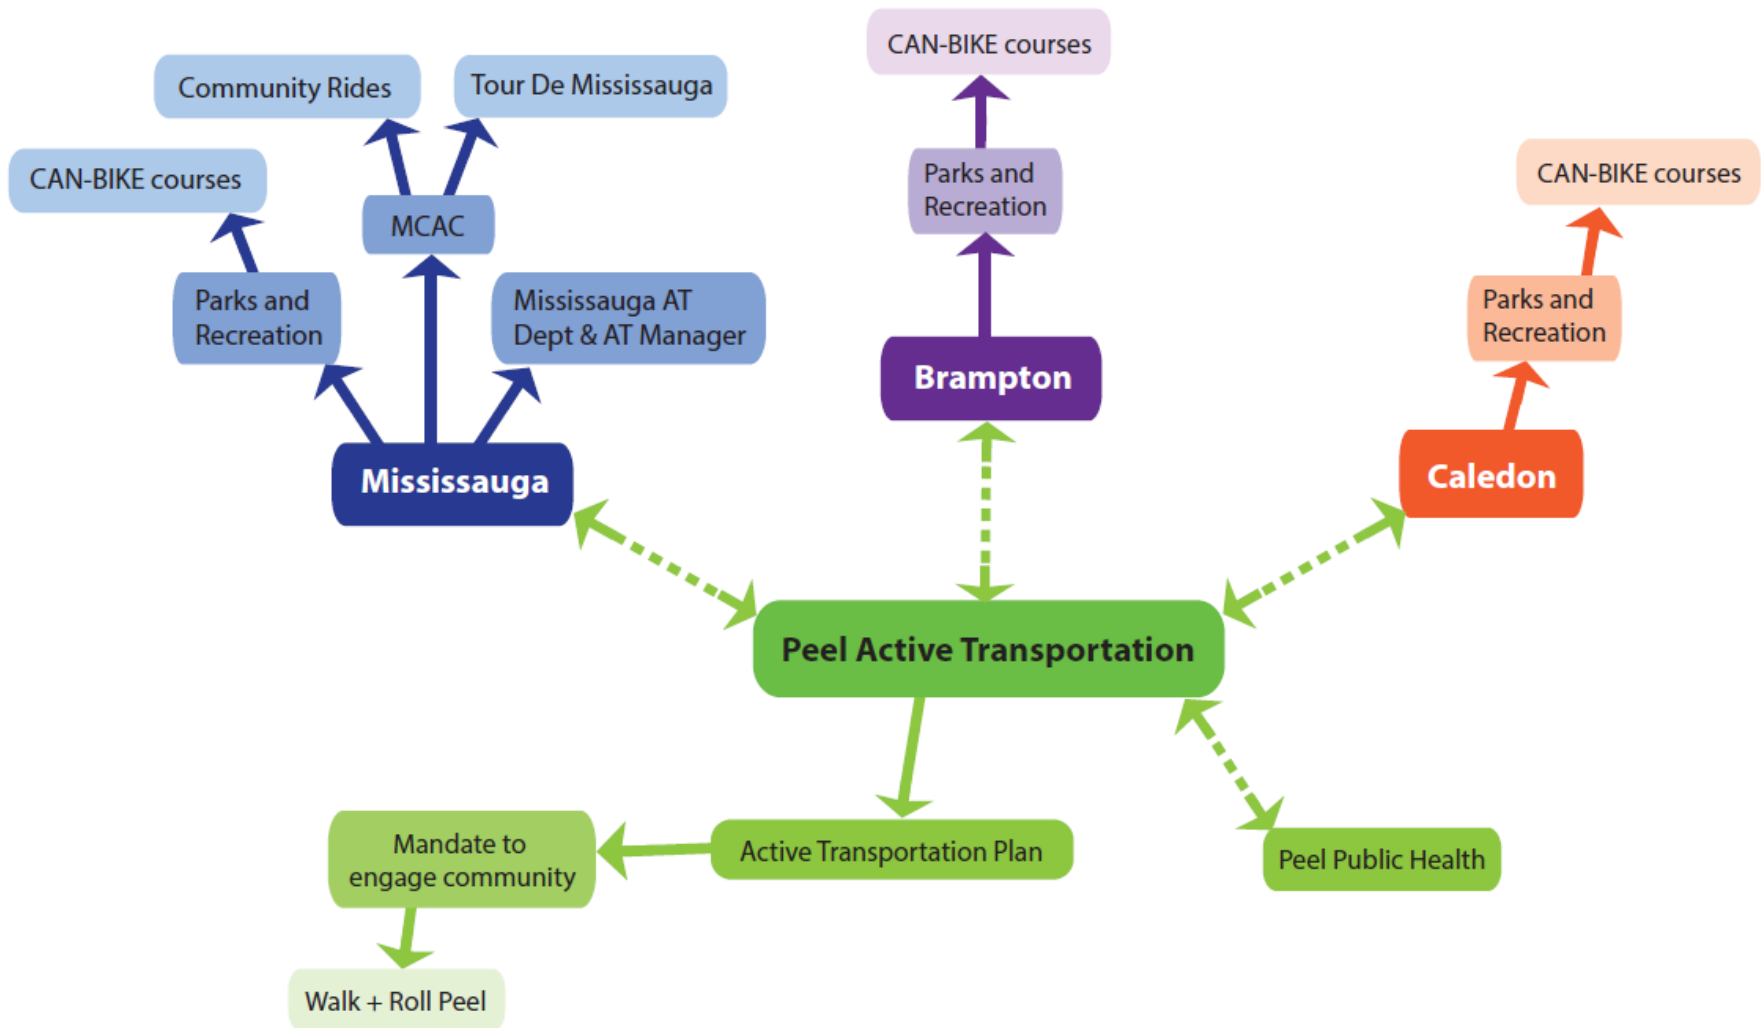 CAN-BIKE courses
Community Rides
Tour De Mississauga
CAN-BIKE courses
MCAC
Parks and
Recreation
CAN-BIKE courses
Parks and
Recreation
Mississauga AT
Dept & AT Manager
Parks and
Recreation
Brampton
Mississauga
Caledon
Peel Active Transportation
Mandate to
engage community
Active Transportation Plan
Peel Public Health
Walk + Roll Peel